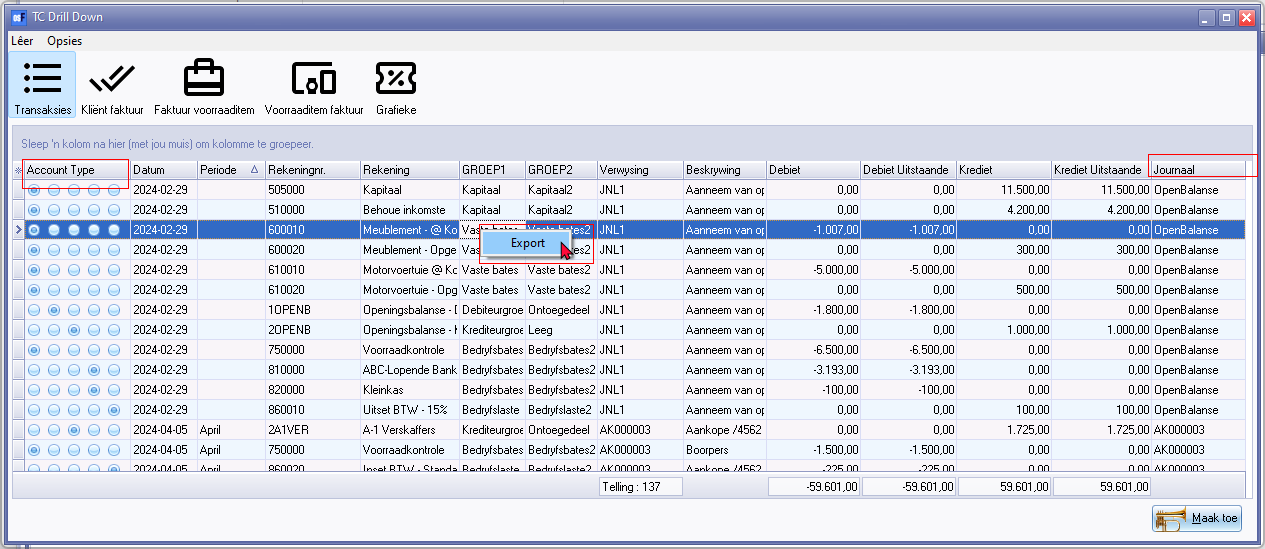 TC Drill Down
Lêer Opsies
Transaksies Kliënt faktuur Faktuur voorraaditem Voorraaditem faktuur Grafieke
Sleep 'n kolom na hier (met jou muis) om kolomme te groepeer.
Account Type Datum Periode Rekeningnr. Rekening GROEP1 GROEP2 Verwysing Beskrywing Debiet Debiet Uitstaande Krediet Krediet Uitstaande Joernaal
2024-02-29 505000 Kapitaal Kapitaal Kapitaal2 JNL1 Aanneem van op 0,00 0,00 11.500,00 11.500,00 OpenBalanse
2024-02-29 510000 Behoue inkomste Kapitaal Kapitaal2 JNL1 Aanneem van op 0,00 0,00 4.200,00 4.200,00 OpenBalanse
2024-02-29 600010 Meublement - @ Ko Vaste bates Vaste bates2 JNL1 Aanneem van op -1.007,00 -1.007,00 0,00 0,00 OpenBalanse
Export
2024-02-29 600020 Meublement - Opge Vaste bates2 JNL1 Aanneem van op 0,00 0,00 300,00 300,00 OpenBalanse
2024-02-29 610010 Motorvoertuie @ Ko Vaste bates Vaste bates2 JNL1 Aanneem van op -5.000,00 -5.000,00 0,00 0,00 OpenBalanse
2024-02-29 610020 Motorvoertuie - Opg Vaste bates Vaste bates2 JNL1 Aanneem van op 0,00 0,00 500,00 500,00 OpenBalanse
2024-02-29 1OPENB Openingsbalanse - D Debiteurgroe Ontoegedeel JNL1 Aanneem van op -1.800,00 -1.800,00 0,00 0,00 OpenBalanse
2024-02-29 2OPENB Openingsbalanse - K Krediteurgroe Leeg JNL1 Aanneem van op 0,00 0,00 1.000,00 1.000,00 OpenBalanse
2024-02-29 750000 Voorraadkontrole Bedryfsbates Bedryfsbates2 JNL1 Aanneem van op -6.500,00 -6.500,00 0,00 0,00 OpenBalanse
2024-02-29 810000 ABC-Lopende Bank Bedryfsbates Bedryfsbates2 JNL1 Aanneem van op -3.193,00 -3.193,00 0,00 0,00 OpenBalanse
2024-02-29 820000 Kleinkas Bedryfsbates Bedryfsbates2 JNL1 Aanneem van op -100,00 -100,00 0,00 0,00 OpenBalanse
2024-02-29 860010 Uitset BTW - 15% Bedryfslaste Bedryfslaste2 JNL1 Aanneem van op 0,00 0,00 100,00 100,00 OpenBalanse
2024-04-05 April 2A1VER A-1 Verskaffers Krediteurgroe Ontoegedeel AK000003 Aankope /4562 0,00 0,00 1.725,00 1.725,00 AK000003
2024-04-05 April 750000 Voorraadkontrole Bedryfsbates Bedryfsbates2 AK000003 Boorpers -1.500,00 -1.500,00 0,00 0,00 AK000003
2024-04-05 April 860020 Inset BTW - Standa Bedryfslaste Bedryfslaste2 AK000003 Aankope /4562 -225,00 -225,00 0,00 0,00 AK000003
Telling : 137 -59.601,00 -59.601,00 59.601,00 59.601,00
Maak toe